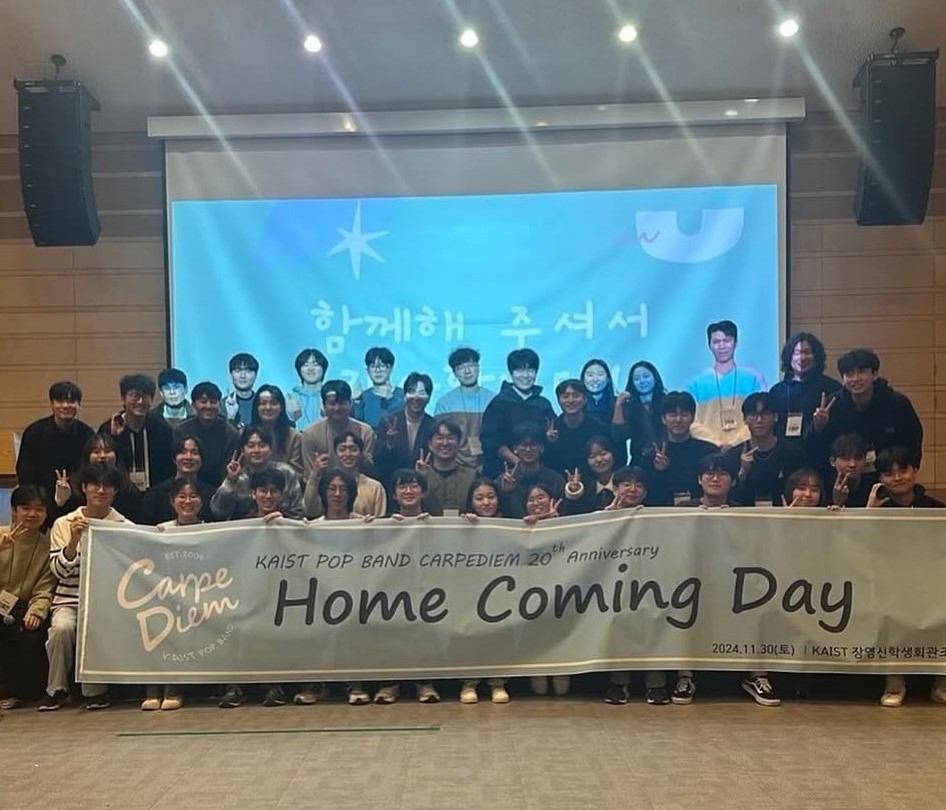 함께해 주셔서
EST. 2006
Carpe
Diem
KAIST POP BAND
KAIST POP BAND CARPEDIEM 20th Anniversary
Home Coming Day
2024.11.30(토) | KAIST 장영신학생회관